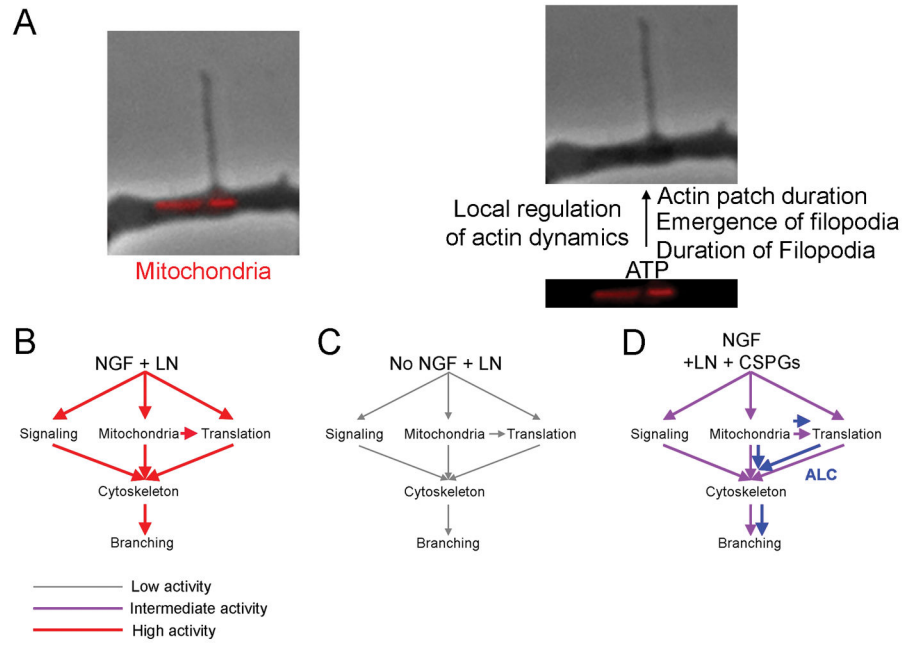 A
Mitochondria
Local regulation
of actin dynamics
Actin patch duration
Emergence of filopodia
Duration of Filopodia
ATP
B
NGF + LN
Signaling Mitochondria Translation
Cytoskeleton
Branching
C
No NGF + LN
Signaling Mitochondria Translation
Cytoskeleton
Branching
D
NGF
+LN + CSPGs
Signaling Mitochondria Translation
ALC
Cytoskeleton
Branching
Low activity
Intermediate activity
High activity